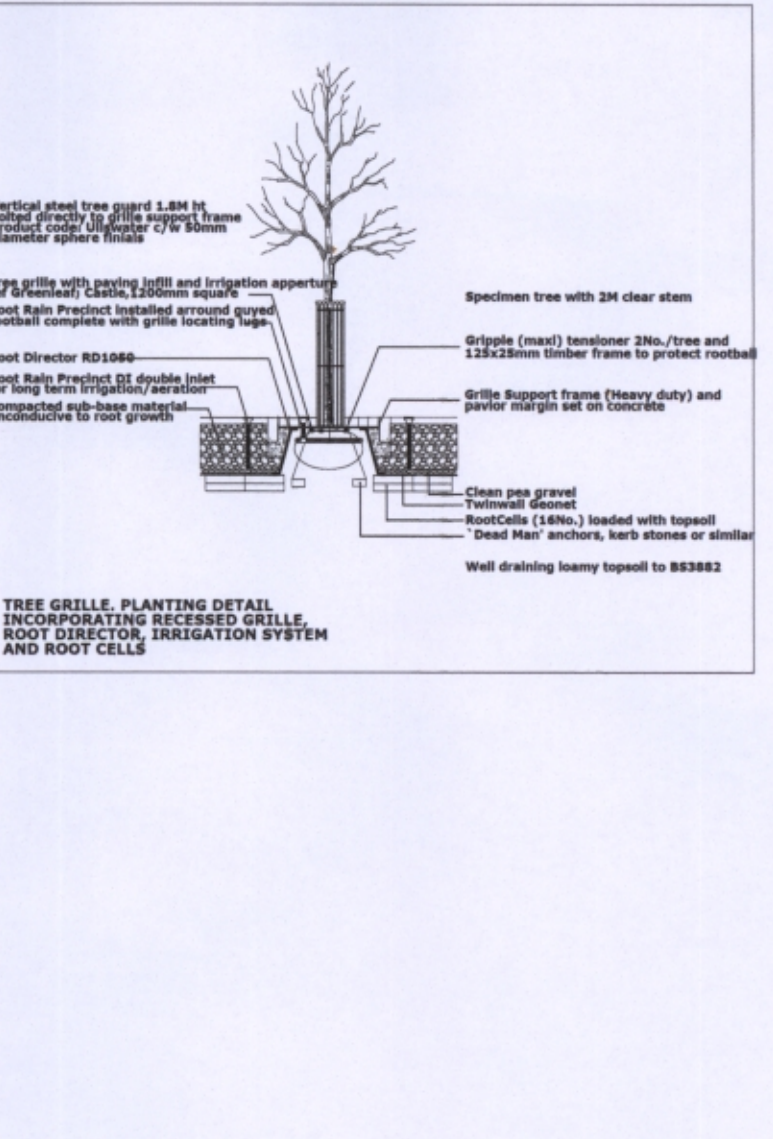 ertical steel tree guard 1.8M ht
olted directly to grille support frame
roduct code: Ullswater c/w 50mm
iameter sphere finials
ree grille with paving infill and irrigation apperture
ef Greenleaf; Castle,1200mm square
oot Rain Precinct installed arround guyed
ootball complete with grille locating lugs
oot Director RD1050
oot Rain Precinct DI double inlet
or long term irrigation/aeration
ompacted sub-base material
nconducive to root growth
Specimen tree with 2M clear stem
Gripple (maxi) tensioner 2No./tree and
125x25mm timber frame to protect rootball
Grille Support frame (Heavy duty) and
pavior margin set on concrete
Clean pea gravel
Twinwall Geonet
RootCells (16No.) loaded with topsoil
`Dead Man' anchors, kerb stones or similar
Well draining loamy topsoil to BS3882
TREE GRILLE. PLANTING DETAIL
INCORPORATING RECESSED GRILLE,
ROOT DIRECTOR, IRRIGATION SYSTEM
AND ROOT CELLS